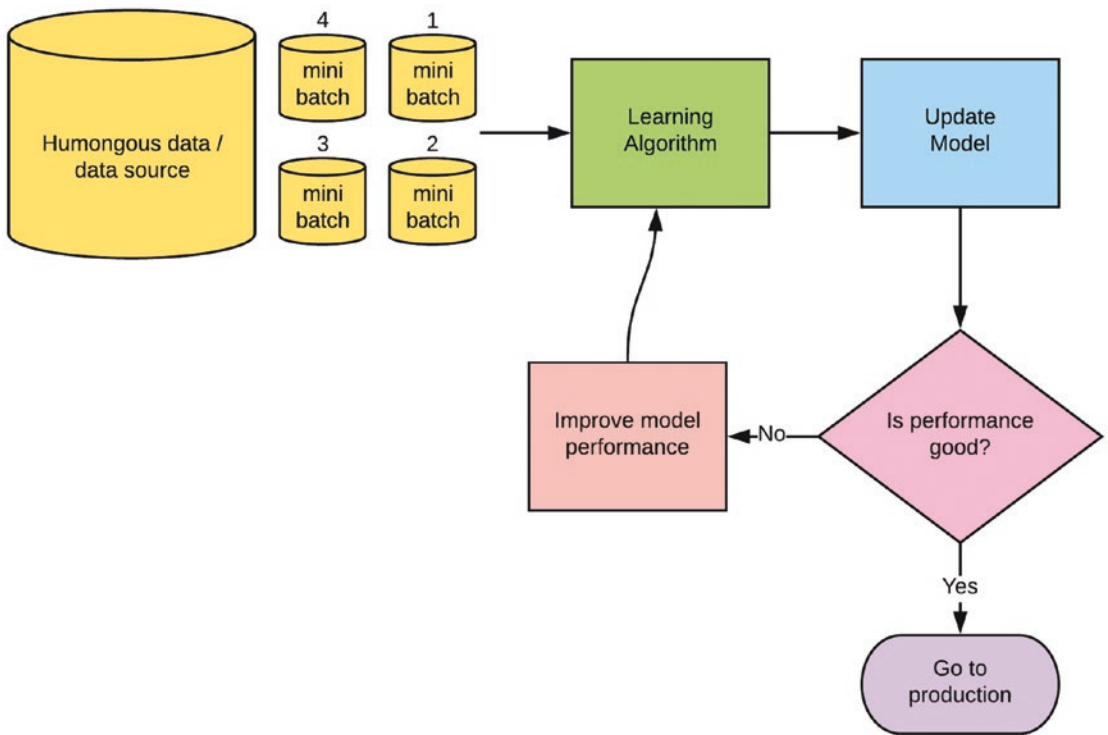 Humongous data /
data source
4
mini
batch
1
mini
batch
3
mini
batch
2
mini
batch
Learning
Algorithm
Update
Model
Improve model
performance
No
Is performance
good?
Yes
Go to
production